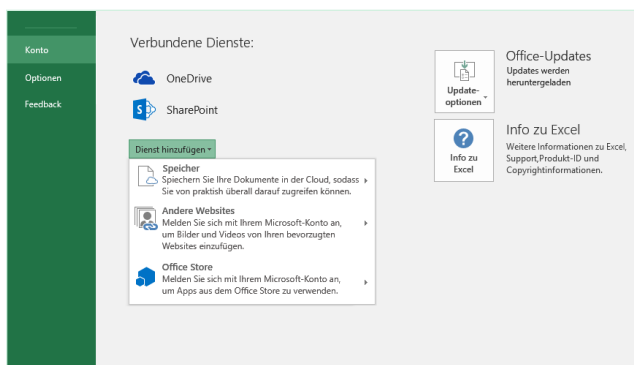 Konto
Optionen
Feedback
Verbundene Dienste:
OneDrive
S
SharePoint
Dienst hinzufügen
Speicher
Spiechern Sie Ihre Dokumente in der Cloud, sodass
Sie von praktish überall darauf zugreifen können.
Andere Websites
Melden Sie sich mit Ihrem Microsoft-Konto an,
um Bilder und Videos von Ihren bevorzugten
Websites einzufügen.
Office Store
Melden Sie sich mit Ihrem Microsoft-Konto an,
um Apps aus dem Office Store zu verwenden.
Update-
optionen
Office-Updates
Updates werden
heruntergeladen
?
Info zu
Excel
Info zu Excel
Weitere Informationen zu Excel,
Support,Produkt-ID und
Copyrightinformationen.